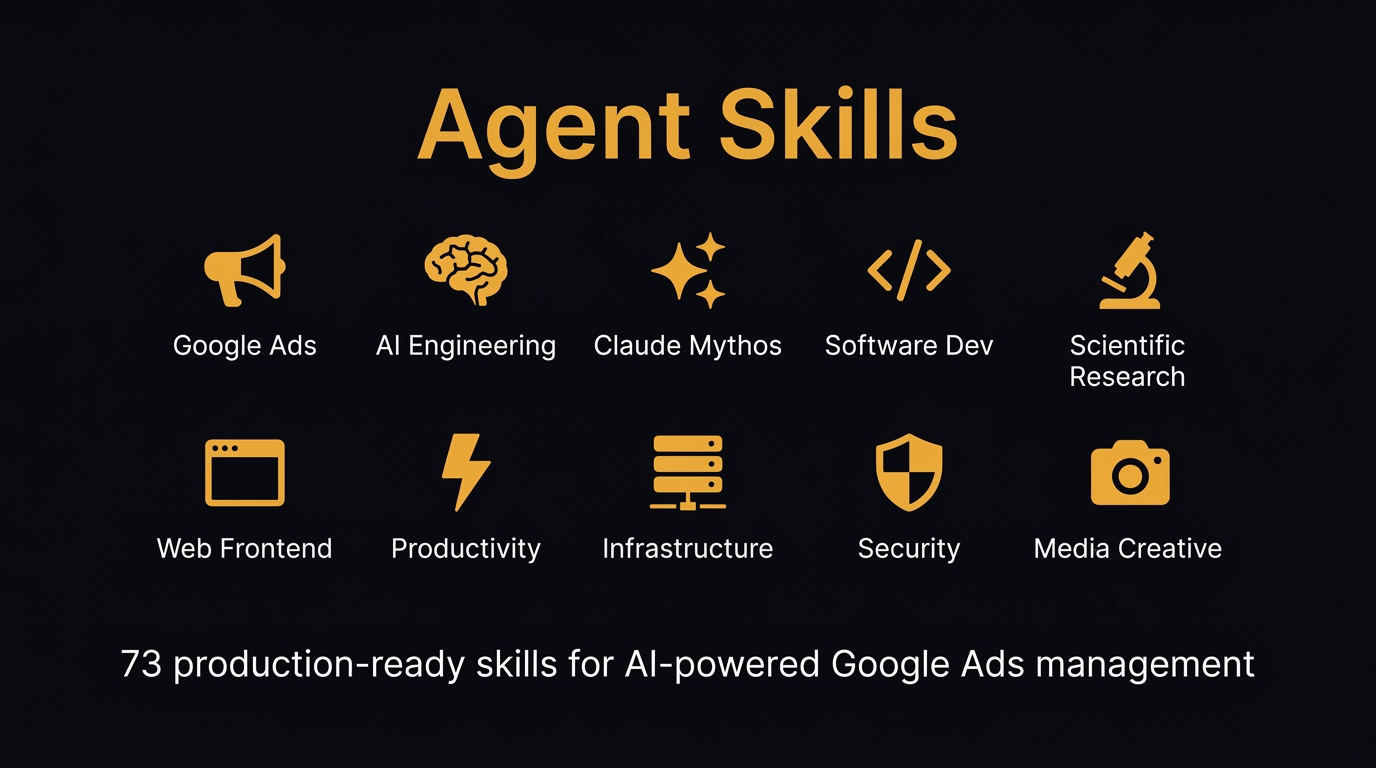 Agent Skills
Google Ads
AI Engineering
Claude Mythos
Software Dev
Scientific
Research
Web Frontend
Productivity
Infrastructure
Security
Media Creative
73 production-ready skills for AI-powered Google Ads management